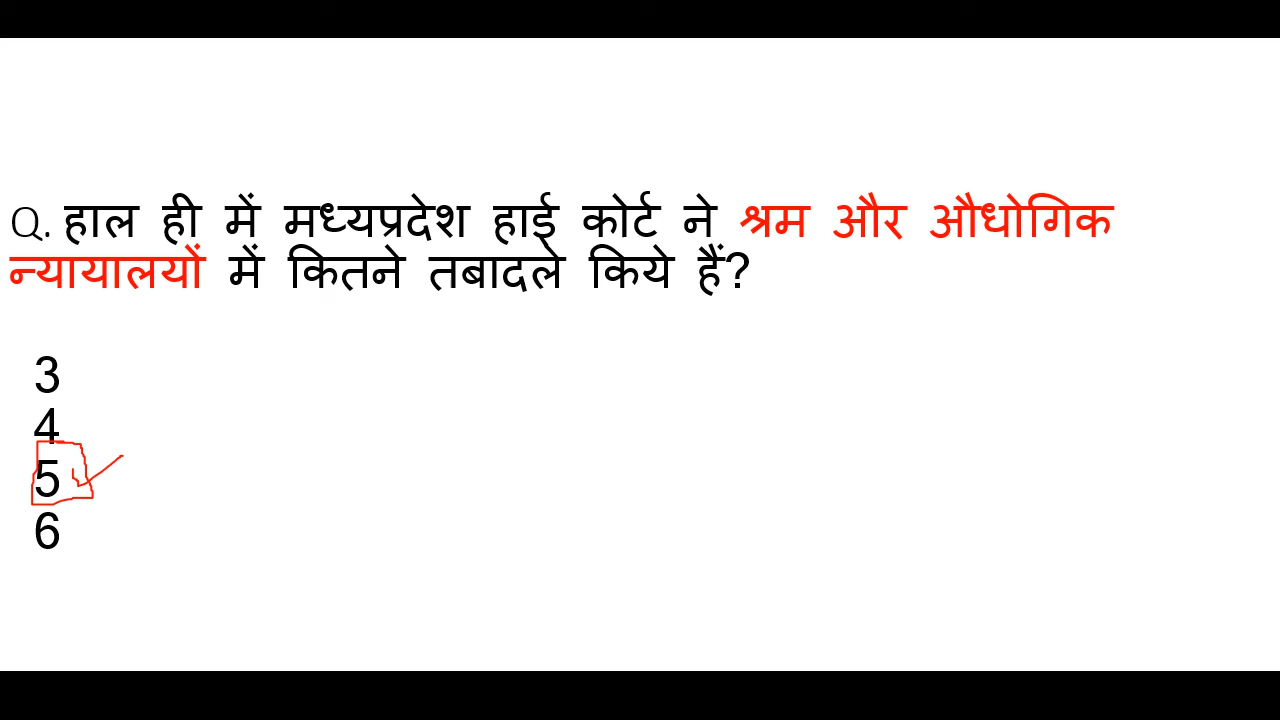 Q. हाल ही में मध्यप्रदेश हाई कोर्ट ने श्रम और औधोगिक
न्यायालयों में कितने तबादले किये हैं?
3
4
5
6